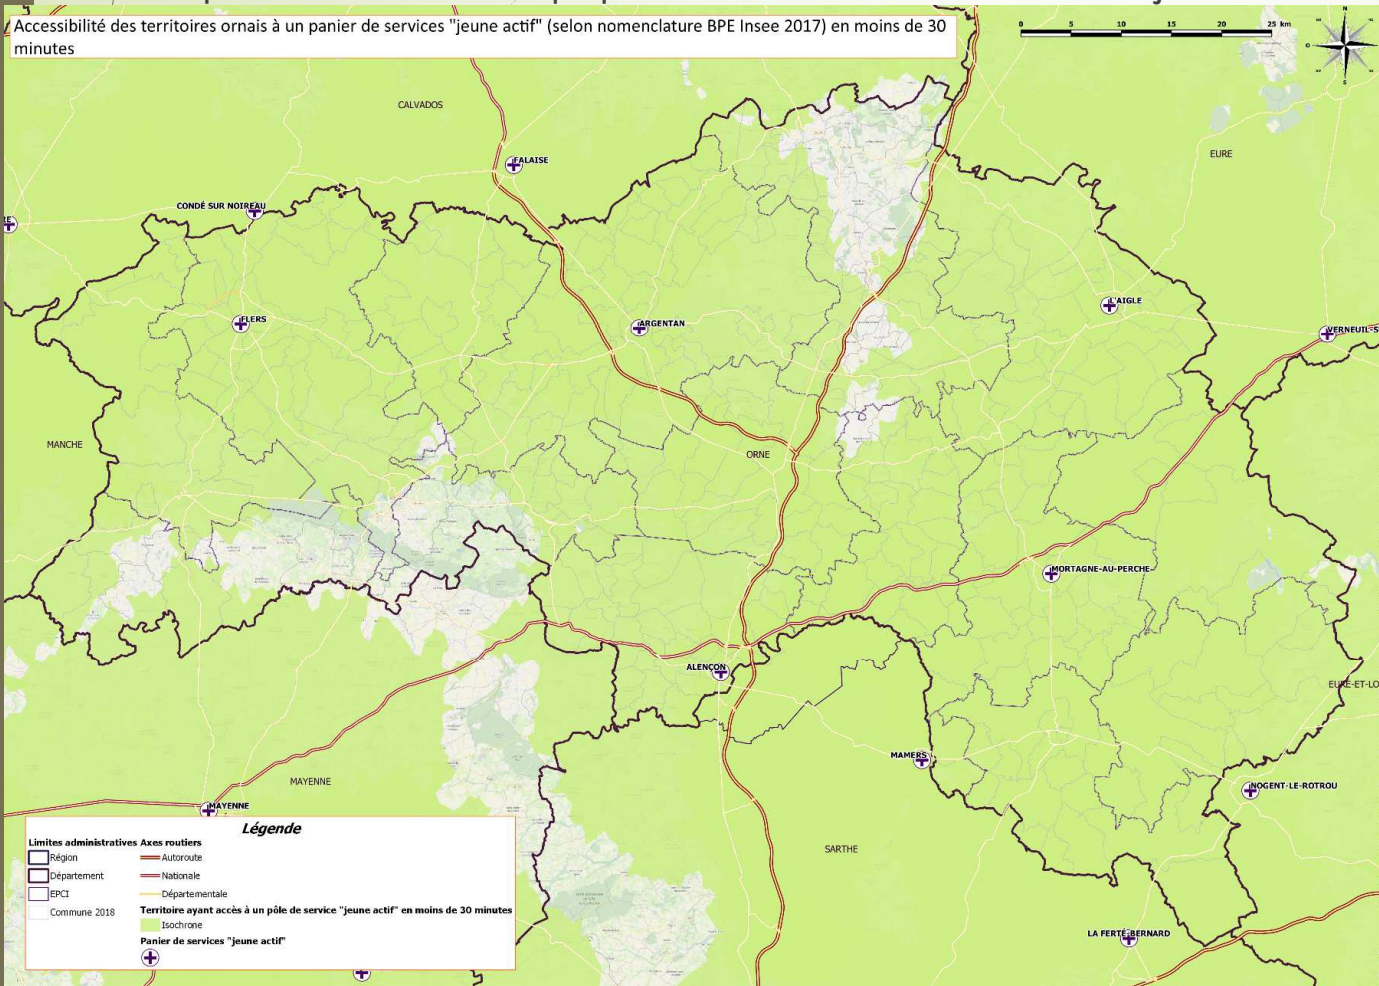 Accessibilité des territoires ornais à un panier de services "jeune actif" (selon nomenclature BPE Insee 2017) en moins de 30
minutes
0 5 10 15 20 25 km
N
O
S
CALVADOS
EURE
FALAISE
CONDÉ SUR NOIREAU
RE
L'AIGLE
FLERS
ARGENTAN
VERNEUIL-S
MANCHE
ORNE
MORTAGNE-AU-PERCHE
ALENÇON
EURE-ET-LO
MAMERS
MAYENNE
NOGENT-LE-ROTROU
MAYENNE
SARTHE
LA FERTÉ-BERNARD
Légende
Limites administratives
Région
Département
EPCI
Commune 2018
Axes routiers
Autoroute
Nationale
Départementale
Territoire ayant accès à un pôle de service "jeune actif" en moins de 30 minutes
Isochrone
Panier de services "jeune actif"